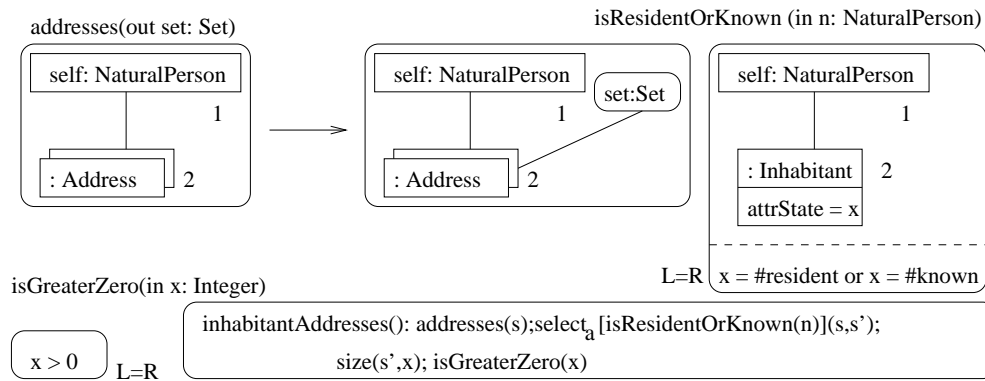 addresses(out set: Set)
isResidentOrKnown (in n: NaturalPerson)
self: NaturalPerson
1
: Address
2
self: NaturalPerson
set:Set
1
: Address
2
self: NaturalPerson
1
: Inhabitant
2
attrState = x
L=R
x = #resident or x = #known
isGreaterZero(in x: Integer)
x > 0
L=R
inhabitantAddresses(): addresses(s);select_a [isResidentOrKnown(n)](s,s');
size(s',x); isGreaterZero(x)